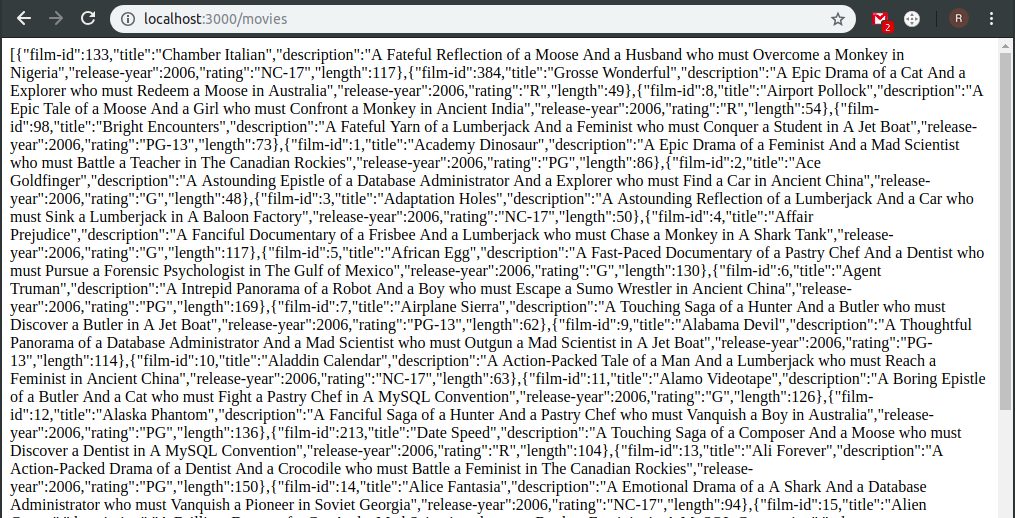 localhost:3000/movies
2
R
[{"film-id":133,"title":"Chamber Italian","description":"A Fateful Reflection of a Moose And a Husband who must Overcome a Monkey in
Nigeria","release-year":2006,"rating":"NC-17","length":117},{"film-id":384,"title":"Grosse Wonderful","description":"A Epic Drama of a Cat And a
Explorer who must Redeem a Moose in Australia","release-year":2006,"rating":"R","length":49},{"film-id":8,"title":"Airport Pollock","description":"A
Epic Tale of a Moose And a Girl who must Confront a Monkey in Ancient India","release-year":2006,"rating":"R","length":54},{"film-
id":98,"title":"Bright Encounters","description":"A Fateful Yarn of a Lumberjack And a Feminist who must Conquer a Student in A Jet Boat","release-
year":2006,"rating":"PG-13","length":73},{"film-id":1,"title":"Academy Dinosaur","description":"A Epic Drama of a Feminist And a Mad Scientist
who must Battle a Teacher in The Canadian Rockies","release-year":2006,"rating":"PG","length":86},{"film-id":2,"title":"Ace
Goldfinger","description":"A Astounding Epistle of a Database Administrator And a Explorer who must Find a Car in Ancient China","release-
year":2006,"rating":"G","length":48},{"film-id":3,"title":"Adaptation Holes","description":"A Astounding Reflection of a Lumberjack And a Car who
must Sink a Lumberjack in A Baloon Factory","release-year":2006,"rating":"NC-17","length":50},{"film-id":4,"title":"Affair
Prejudice","description":"A Fanciful Documentary of a Frisbee And a Lumberjack who must Chase a Monkey in A Shark Tank","release-
year":2006,"rating":"G","length":117},{"film-id":5,"title":"African Egg","description":"A Fast-Paced Documentary of a Pastry Chef And a Dentist who
must Pursue a Forensic Psychologist in The Gulf of Mexico","release-year":2006,"rating":"G","length":130},{"film-id":6,"title":"Agent
Truman","description":"A Intrepid Panorama of a Robot And a Boy who must Escape a Sumo Wrestler in Ancient China","release-
year":2006,"rating":"PG","length":169},{"film-id":7,"title":"Airplane Sierra","description":"A Touching Saga of a Hunter And a Butler who must
Discover a Butler in A Jet Boat","release-year":2006,"rating":"PG-13","length":62},{"film-id":9,"title":"Alabama Devil","description":"A Thoughtful
Panorama of a Database Administrator And a Mad Scientist who must Outgun a Mad Scientist in A Jet Boat","release-year":2006,"rating":"PG-
13","length":114},{"film-id":10,"title":"Aladdin Calendar","description":"A Action-Packed Tale of a Man And a Lumberjack who must Reach a
Feminist in Ancient China","release-year":2006,"rating":"NC-17","length":63},{"film-id":11,"title":"Alamo Videotape","description":"A Boring Epistle
of a Butler And a Cat who must Fight a Pastry Chef in A MySQL Convention","release-year":2006,"rating":"G","length":126},{"film-
id":12,"title":"Alaska Phantom","description":"A Fanciful Saga of a Hunter And a Pastry Chef who must Vanquish a Boy in Australia","release-
year":2006,"rating":"PG","length":136},{"film-id":213,"title":"Date Speed","description":"A Touching Saga of a Composer And a Moose who must
Discover a Dentist in A MySQL Convention","release-year":2006,"rating":"R","length":104},{"film-id":13,"title":"Ali Forever","description":"A
Action-Packed Drama of a Dentist And a Crocodile who must Battle a Feminist in The Canadian Rockies","release-
year":2006,"rating":"PG","length":150},{"film-id":14,"title":"Alice Fantasia","description":"A Emotional Drama of a A Shark And a Database
Administrator who must Vanquish a Pioneer in Soviet Georgia","release-year":2006,"rating":"NC-17","length":94},{"film-id":15,"title":"Alien